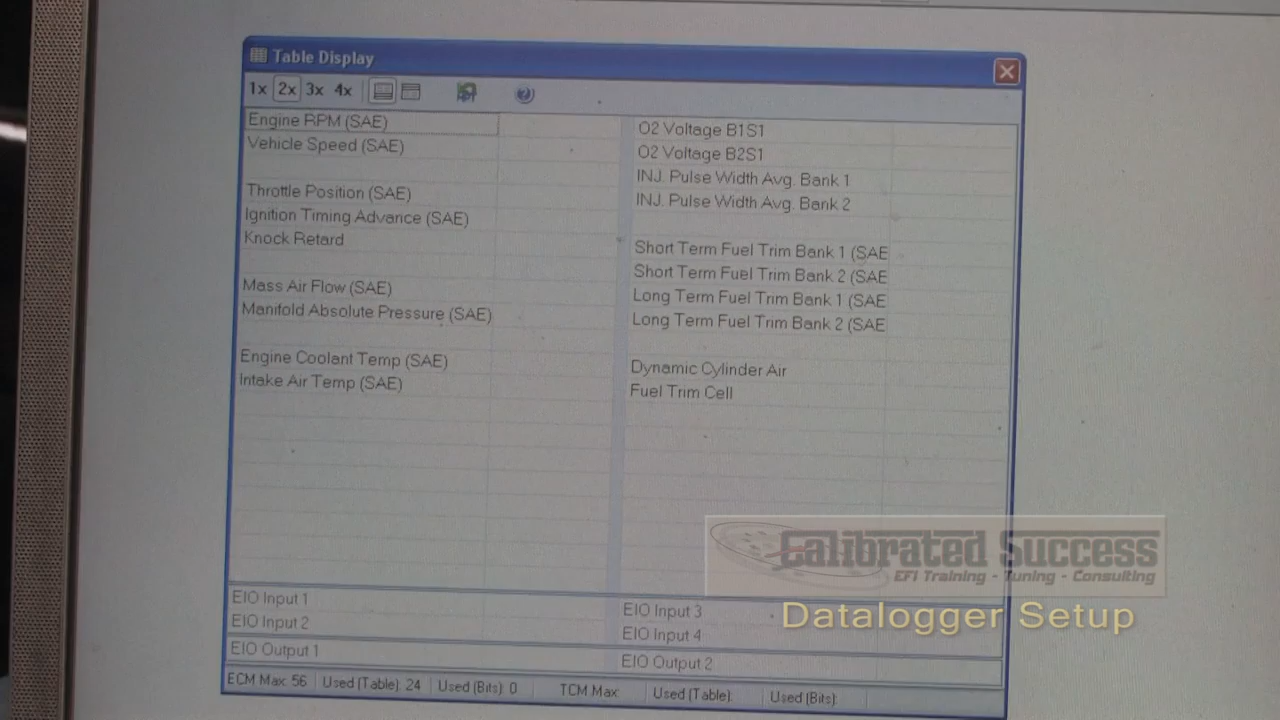 Table Display
1x 2x 3x 4x
Engine RPM (SAE)
Vehicle Speed (SAE)
Throttle Position (SAE)
Ignition Timing Advance (SAE)
Knock Retard
Mass Air Flow (SAE)
Manifold Absolute Pressure (SAE)
Engine Coolant Temp (SAE)
Intake Air Temp (SAE)
O2 Voltage B1S1
O2 Voltage B2S1
INJ. Pulse Width Avg. Bank 1
INJ. Pulse Width Avg. Bank 2
Short Term Fuel Trim Bank 1 (SAE
Short Term Fuel Trim Bank 2 (SAE
Long Term Fuel Trim Bank 1 (SAE
Long Term Fuel Trim Bank 2 (SAE
Dynamic Cylinder Air
Fuel Trim Cell
Calibrated Success
EFI Training - Tuning - Consulting
Datalogger Setup
EIO Input 1
EIO Input 2
EIO Output 1
EIO Input 3
EIO Input 4
EIO Output 2
ECM Max: 56 Used (Table): 24 Used (Bits): 0 TCM Max Used (Table): Used (Bits):